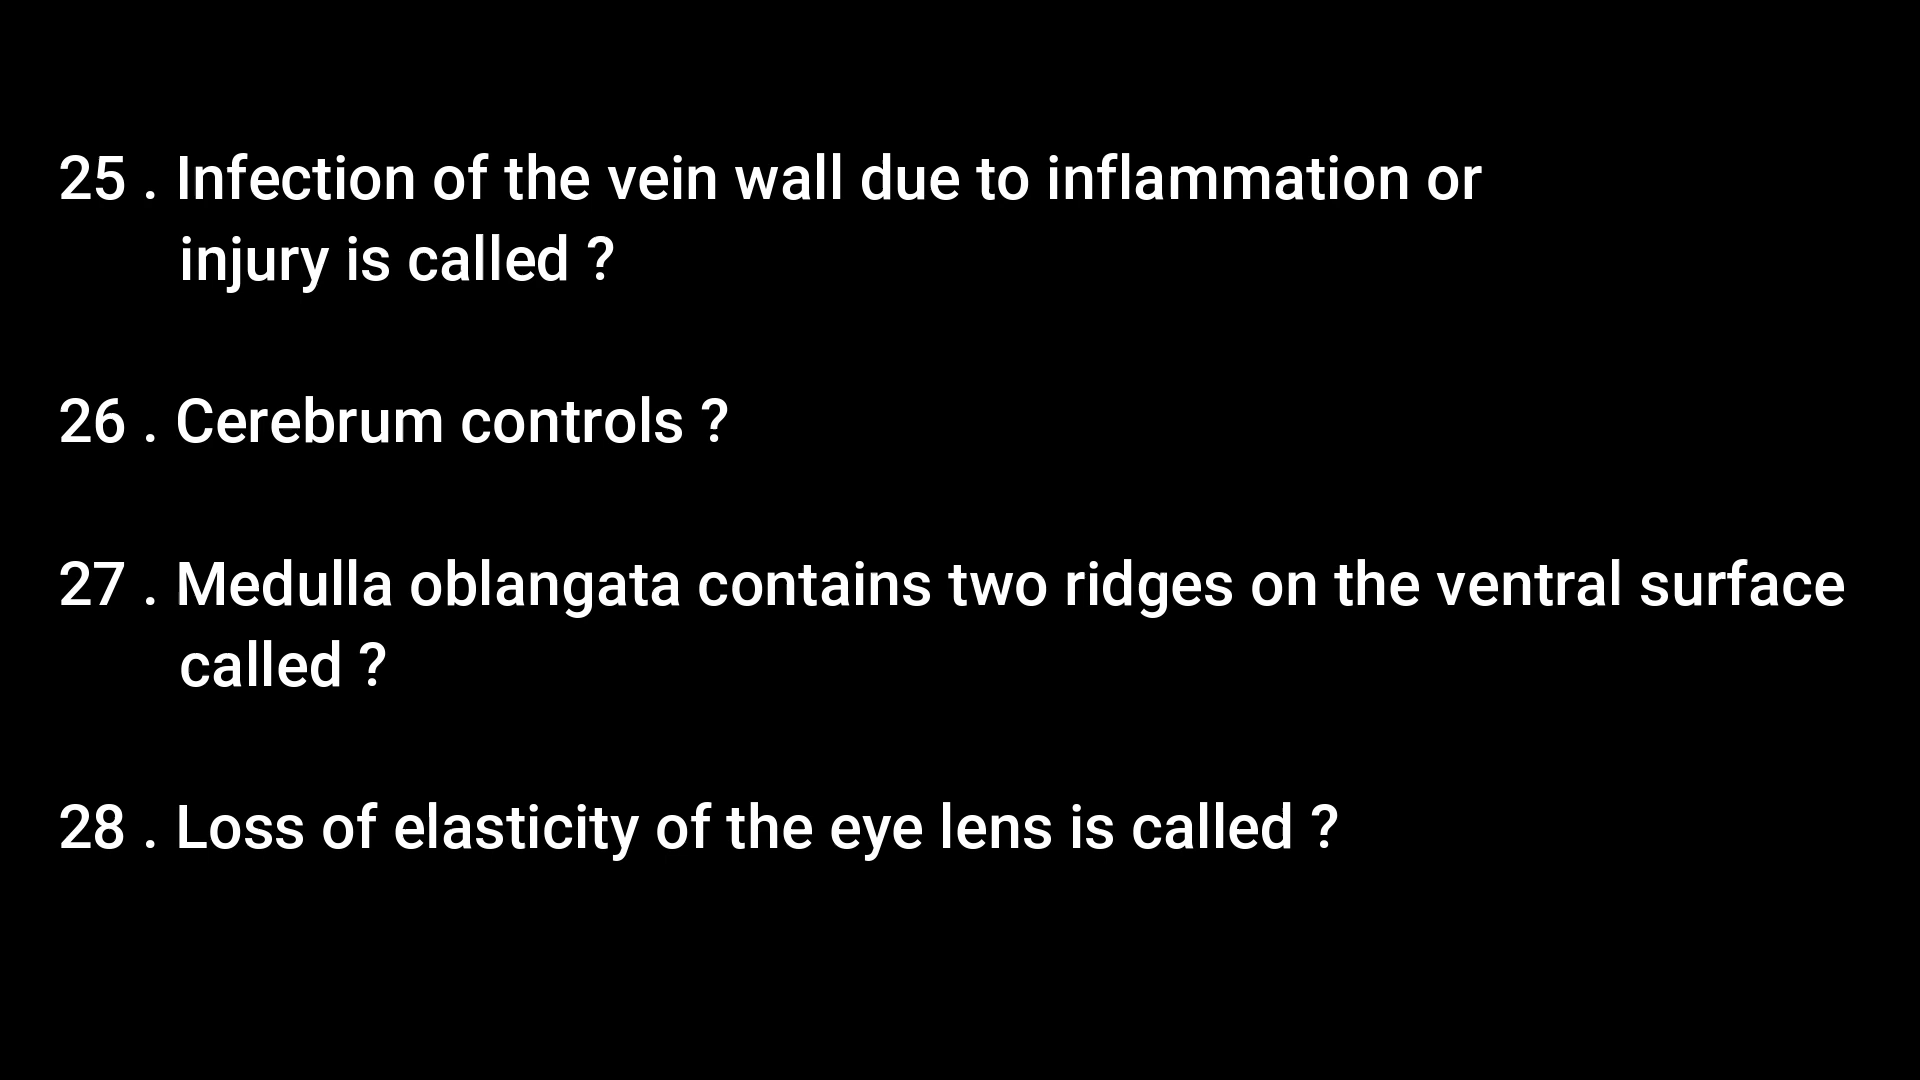 25 . Infection of the vein wall due to inflammation or
injury is called ?
26 . Cerebrum controls ?
27 . Medulla oblangata contains two ridges on the ventral surface
called ?
28 . Loss of elasticity of the eye lens is called ?